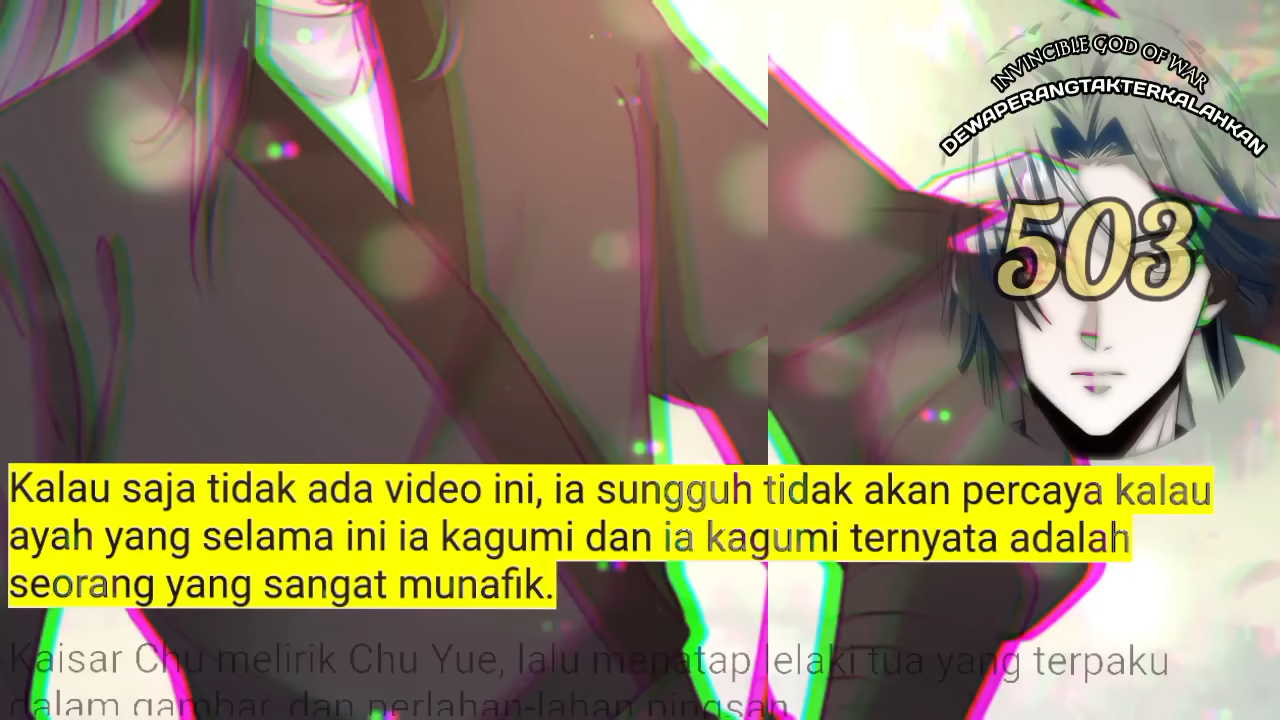 INVINCIBLE GOD OF WAR
DEWAPERANGTAKTERKALAHKAN
503
Kalau saja tidak ada video ini, ia sungguh tidak akan percaya kalau
ayah yang selama ini ia kagumi dan ia kagumi ternyata adalah
seorang yang sangat munafik.
Kaisar Chu melirik Chu Yue, lalu menatap lelaki tua yang terpaku
dalam gambar, dan perlahan-lahan pingsan.